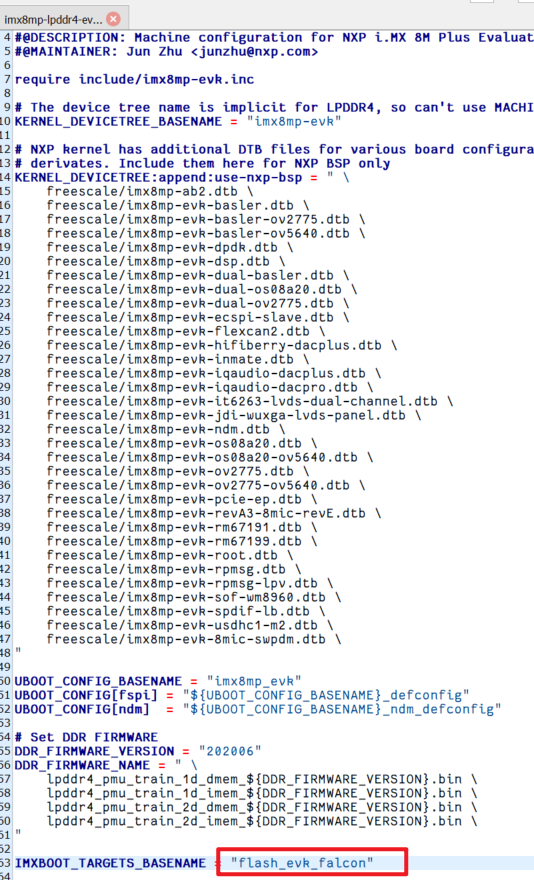 imx8mp-lpddr4-ev...
4 #@DESCRIPTION: Machine configuration for NXP i.MX 8M Plus Evaluat
5 #@MAINTAINER: Jun Zhu <junzhu@nxp.com>
6
7 require include/imx8mp-evk.inc
8
9 # The device tree name is implicit for LPDDR4, so can't use MACHI
10 KERNEL_DEVICETREE_BASENAME = "imx8mp-evk"
11
12 # NXP kernel has additional DTB files for various board configura
13 # derivates. Include them here for NXP BSP only
14 KERNEL_DEVICETREE:append:use-nxp-bsp = " \
15 freescale/imx8mp-ab2.dtb \
16 freescale/imx8mp-evk-basler.dtb \
17 freescale/imx8mp-evk-basler-ov2775.dtb \
18 freescale/imx8mp-evk-basler-ov5640.dtb \
19 freescale/imx8mp-evk-dpdk.dtb \
20 freescale/imx8mp-evk-dsp.dtb \
21 freescale/imx8mp-evk-dual-basler.dtb \
22 freescale/imx8mp-evk-dual-os08a20.dtb \
23 freescale/imx8mp-evk-dual-ov2775.dtb \
24 freescale/imx8mp-evk-ecspi-slave.dtb \
25 freescale/imx8mp-evk-flexcan2.dtb \
26 freescale/imx8mp-evk-hifiberry-dacplus.dtb \
27 freescale/imx8mp-evk-inmate.dtb \
28 freescale/imx8mp-evk-iqaudio-dacplus.dtb \
29 freescale/imx8mp-evk-iqaudio-dacpro.dtb \
30 freescale/imx8mp-evk-it6263-lvds-dual-channel.dtb \
31 freescale/imx8mp-evk-jdi-wuxga-lvds-panel.dtb \
32 freescale/imx8mp-evk-ndm.dtb \
33 freescale/imx8mp-evk-os08a20.dtb \
34 freescale/imx8mp-evk-os08a20-ov5640.dtb \
35 freescale/imx8mp-evk-ov2775.dtb \
36 freescale/imx8mp-evk-ov2775-ov5640.dtb \
37 freescale/imx8mp-evk-pcie-ep.dtb \
38 freescale/imx8mp-evk-revA3-8mic-revE.dtb \
39 freescale/imx8mp-evk-rm67191.dtb \
40 freescale/imx8mp-evk-rm67199.dtb \
41 freescale/imx8mp-evk-root.dtb \
42 freescale/imx8mp-evk-rpmsg.dtb \
43 freescale/imx8mp-evk-rpmsg-lpv.dtb \
44 freescale/imx8mp-evk-sof-wm8960.dtb \
45 freescale/imx8mp-evk-spdif-lb.dtb \
46 freescale/imx8mp-evk-usdhc1-m2.dtb \
47 freescale/imx8mp-evk-8mic-swpdm.dtb \
48 "
49
50 UBOOT_CONFIG_BASENAME = "imx8mp_evk"
51 UBOOT_CONFIG[fspi] = "${UBOOT_CONFIG_BASENAME}_defconfig"
52 UBOOT_CONFIG[ndm] = "${UBOOT_CONFIG_BASENAME}_ndm_defconfig"
53
54 # Set DDR FIRMWARE
55 DDR_FIRMWARE_VERSION = "202006"
56 DDR_FIRMWARE_NAME = " \
57 lpddr4_pmu_train_1d_dmem_${DDR_FIRMWARE_VERSION}.bin \
58 lpddr4_pmu_train_1d_imem_${DDR_FIRMWARE_VERSION}.bin \
59 lpddr4_pmu_train_2d_dmem_${DDR_FIRMWARE_VERSION}.bin \
60 lpddr4_pmu_train_2d_imem_${DDR_FIRMWARE_VERSION}.bin \
61 "
62
63 IMXBOOT_TARGETS_BASENAME = "flash_evk_falcon"
64